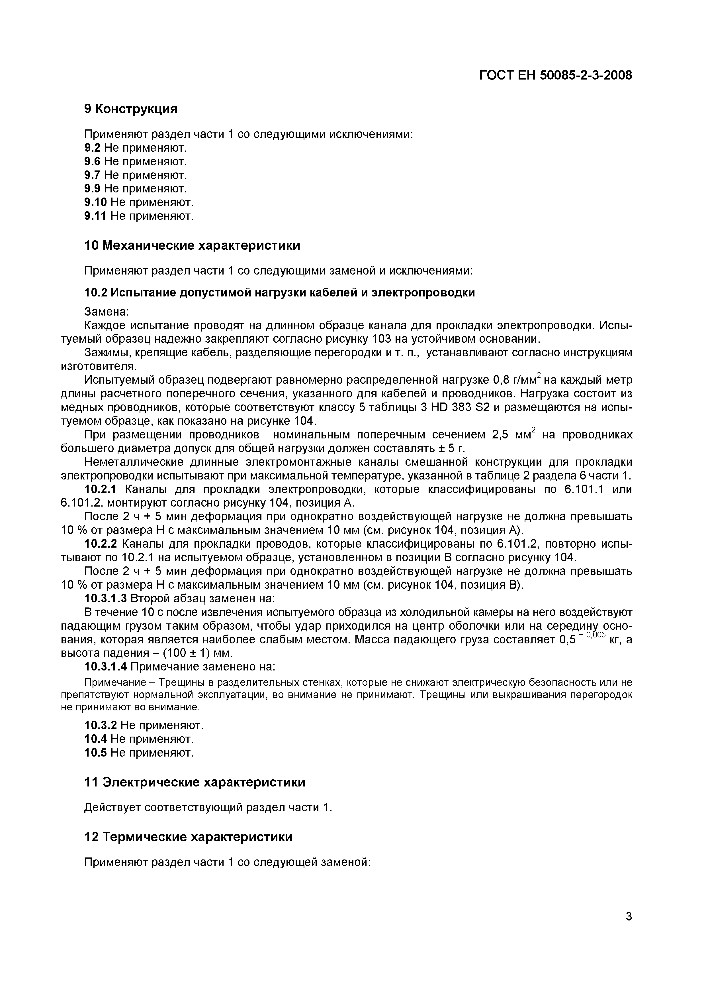 ГОСТ ЕН 50085-2-3-2008
9 Конструкция
Применяют раздел части 1 со следующими исключениями:
9.2 Не применяют.
9.6 Не применяют.
9.7 Не применяют.
9.9 Не применяют.
9.10 Не применяют.
9.11 Не применяют.
10 Механические характеристики
Применяют раздел части 1 со следующими заменой и исключениями:
10.2 Испытание допустимой нагрузки кабелей и электропроводки
Замена:
Каждое испытание проводят на длинном образце канала для прокладки электропроводки. Испы-
туемый образец надежно закрепляют согласно рисунку 103 на устойчивом основании.
Зажимы, крепящие кабель, разделяющие перегородки и т. п., устанавливают согласно инструкциям
изготовителя.
Испытуемый образец подвергают равномерно распределенной нагрузке 0,8 г/мм² на каждый метр
длины расчетного поперечного сечения, указанного для кабелей и проводников. Нагрузка состоит из
медных проводников, которые соответствуют классу 5 таблицы 3 HD 383 S2 и размещаются на испы-
туемом образце, как показано на рисунке 104.
При размещении проводников номинальным поперечным сечением 2,5 мм² на проводниках
большего диаметра допуск для общей нагрузки должен составлять ± 5 г.
Неметаллические длинные электромонтажные каналы смешанной конструкции для прокладки
электропроводки испытывают при максимальной температуре, указанной в таблице 2 раздела 6 части 1.
10.2.1 Каналы для прокладки электропроводки, которые классифицированы по 6.101.1 или
6.101.2, монтируют согласно рисунку 104, позиция А.
После 2 ч + 5 мин деформация при однократно воздействующей нагрузке не должна превышать
10 % от размера Н с максимальным значением 10 мм (см. рисунок 104, позиция А).
10.2.2 Каналы для прокладки проводов, которые классифицированы по 6.101.2, повторно испы-
тывают по 10.2.1 на испытуемом образце, установленном в позиции В согласно рисунку 104.
После 2 ч + 5 мин деформация при однократно воздействующей нагрузке не должна превышать
10 % от размера Н с максимальным значением 10 мм (см. рисунок 104, позиция В).
10.3.1.3 Второй абзац заменен на:
В течение 10 с после извлечения испытуемого образца из холодильной камеры на него воздействуют
падающим грузом таким образом, чтобы удар приходился на центр оболочки или на середину осно-
вания, которая является наиболее слабым местом. Масса падающего груза составляет 0,5 + 0,005 кг, а
высота падения – (100 ± 1) мм.
10.3.1.4 Примечание заменено на:
Примечание – Трещины в разделительных стенках, которые не снижают электрическую безопасность или не
препятствуют нормальной эксплуатации, во внимание не принимают. Трещины или выкрашивания перегородок
не принимают во внимание.
10.3.2 Не применяют.
10.4 Не применяют.
10.5 Не применяют.
11 Электрические характеристики
Действует соответствующий раздел части 1.
12 Термические характеристики
Применяют раздел части 1 со следующей заменой:
3